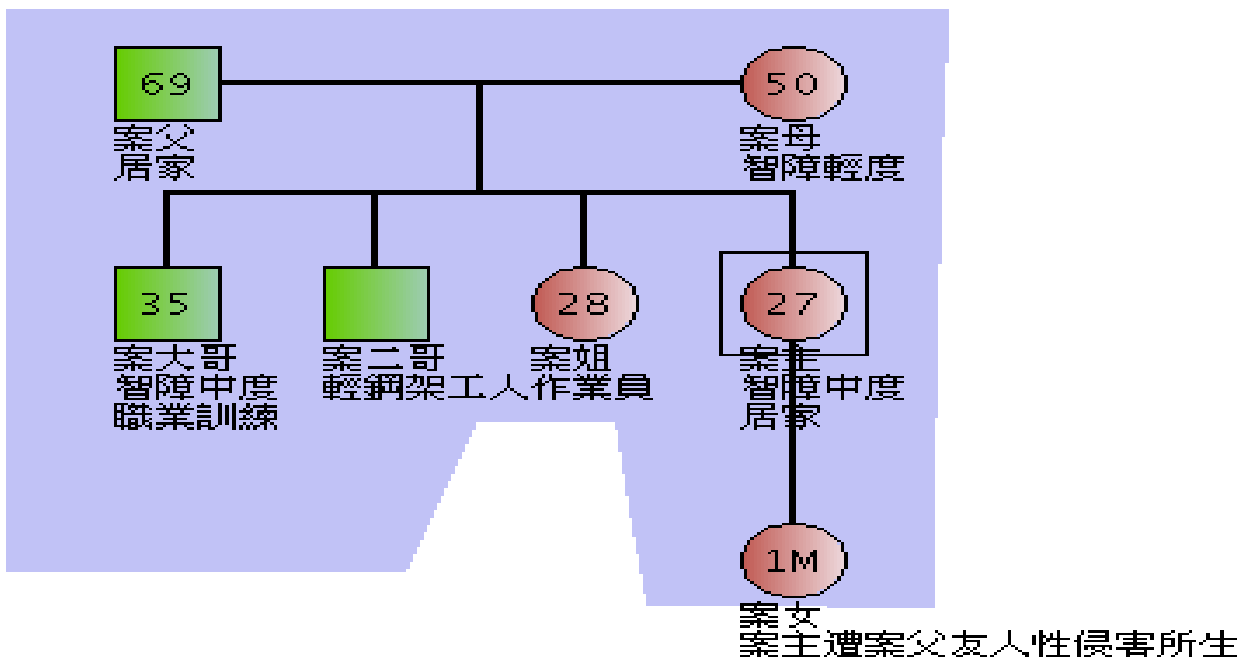 69
50
案父
居家
案母
智障輕度
35
28
27
案大哥
智障中度
職業訓練
案二哥
輕鋼架工人
案姐
作業員
案主
智障中度
居家
1M
案女
案主遭案父友人性侵害所生